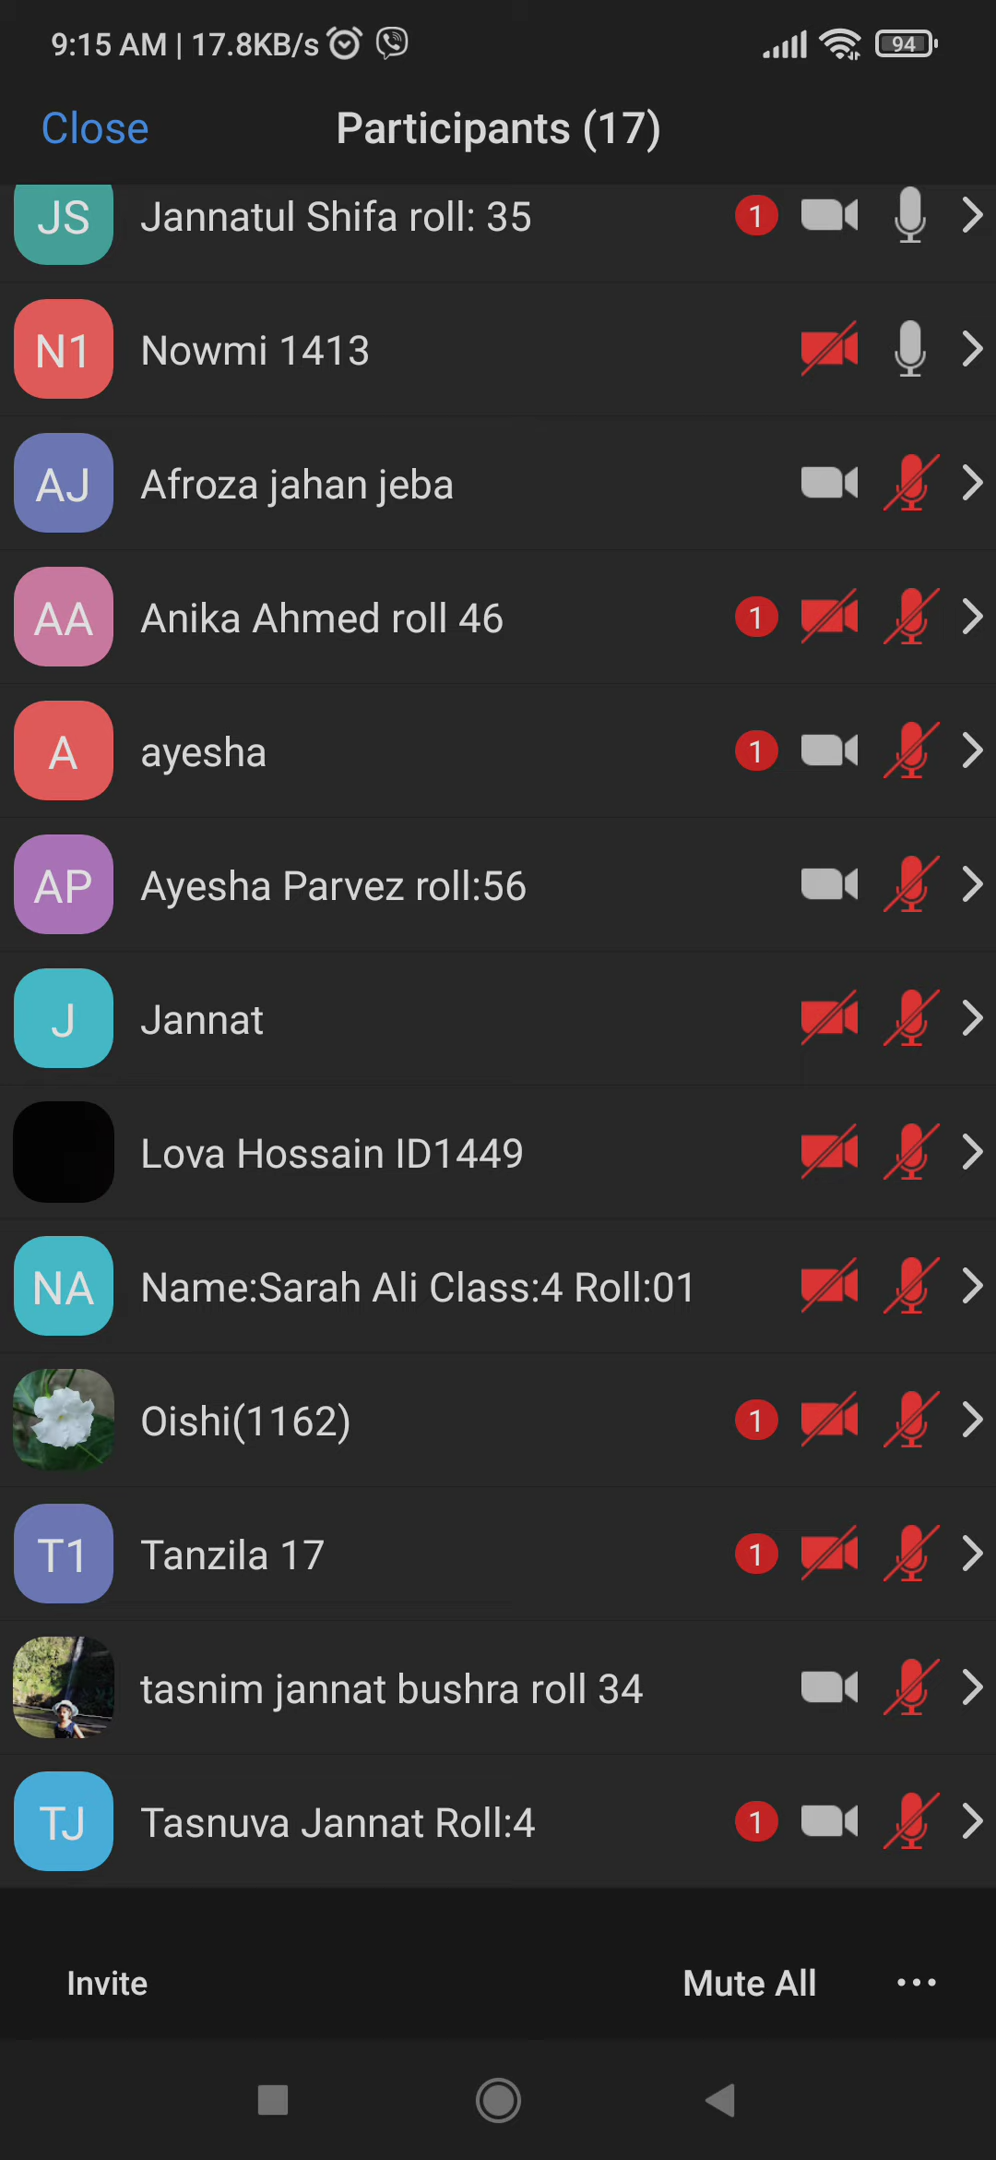 9:15 AM | 17.8KB/s 94
Close Participants (17)
JS Jannatul Shifa roll: 35 1
N1 Nowmi 1413
AJ Afroza jahan jeba
AA Anika Ahmed roll 46 1
A ayesha 1
AP Ayesha Parvez roll:56
J Jannat
Lova Hossain ID1449
NA Name:Sarah Ali Class:4 Roll:01
Oishi(1162) 1
T1 Tanzila 17 1
tasnim jannat bushra roll 34
TJ Tasnuva Jannat Roll:4 1
Invite Mute All ...